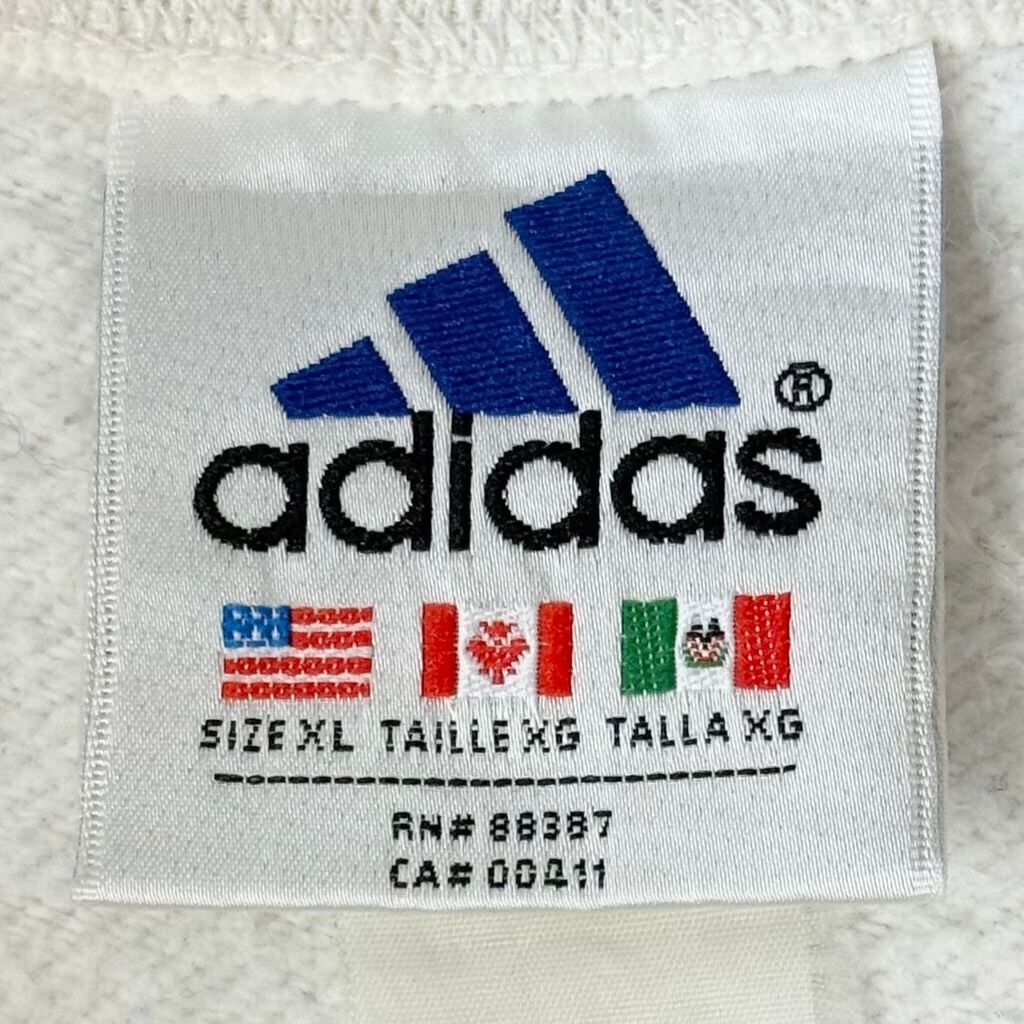 adidas®
SIZE XL TAILLE XG TALLA XG
RN# 88387
CA# 00411